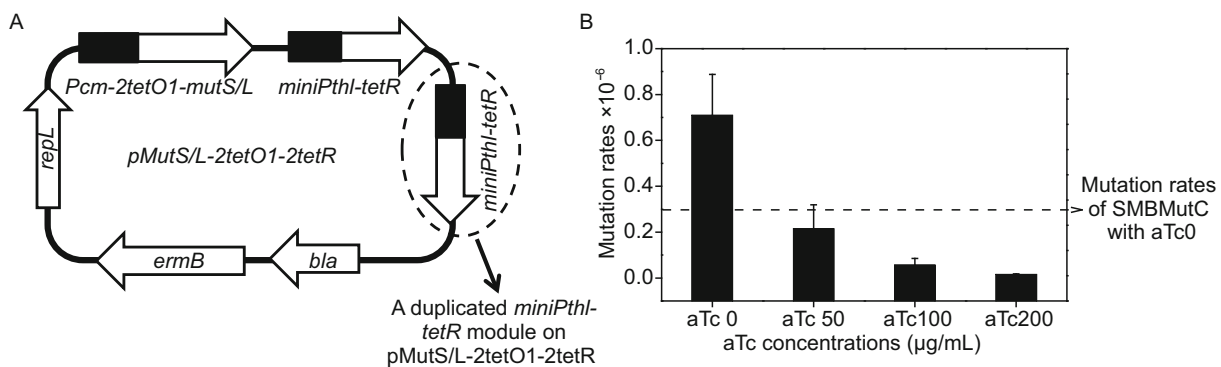 A
Pcm-2tetO1-mutS/L
miniPthl-tetR
miniPthl-tetR
repL
pMutS/L-2tetO1-2tetR
ermB
bla
A duplicated miniPthl-
tetR module on
pMutS/L-2tetO1-2tetR
B
Mutation rates ×10⁻⁶
1.0
0.8
0.6
0.4
0.2
0.0
aTc 0
aTc 50
aTc100
aTc200
aTc concentrations (µg/mL)
Mutation rates
of SMBMutC
with aTc0